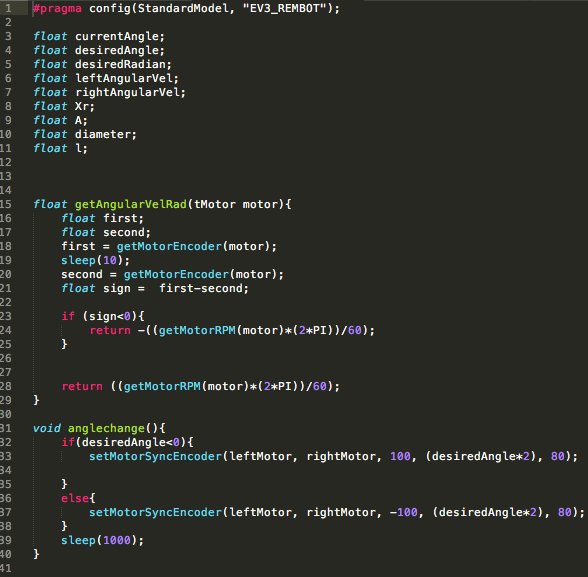 1 #pragma config(StandardModel, "EV3_REMBOT");
2
3 float currentAngle;
4 float desiredAngle;
5 float desiredRadian;
6 float leftAngularVel;
7 float rightAngularVel;
8 float Xr;
9 float A;
10 float diameter;
11 float l;
12
13
14
15 float getAngularVelRad(tMotor motor){
16 float first;
17 float second;
18 first = getMotorEncoder(motor);
19 sleep(10);
20 second = getMotorEncoder(motor);
21 float sign =  first-second;
22
23 if (sign<0){
24 return -((getMotorRPM(motor)*(2*PI))/60);
25 }
26
27
28 return ((getMotorRPM(motor)*(2*PI))/60);
29 }
30
31 void anglechange(){
32 if(desiredAngle<0){
33 setMotorSyncEncoder(leftMotor, rightMotor, 100, (desiredAngle*2), 80);
34
35 }
36 else{
37 setMotorSyncEncoder(leftMotor, rightMotor, -100, (desiredAngle*2), 80);
38 }
39 sleep(1000);
40 }
41